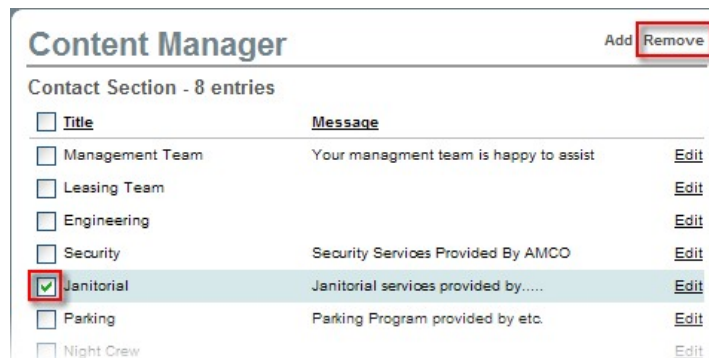 Content Manager
Add Remove
Contact Section - 8 entries
Title Message
Management Team Your managment team is happy to assist Edit
Leasing Team Edit
Engineering Edit
Security Security Services Provided By AMCO Edit
Janitorial Janitorial services provided by..... Edit
Parking Parking Program provided by etc. Edit
Night Crew Edit